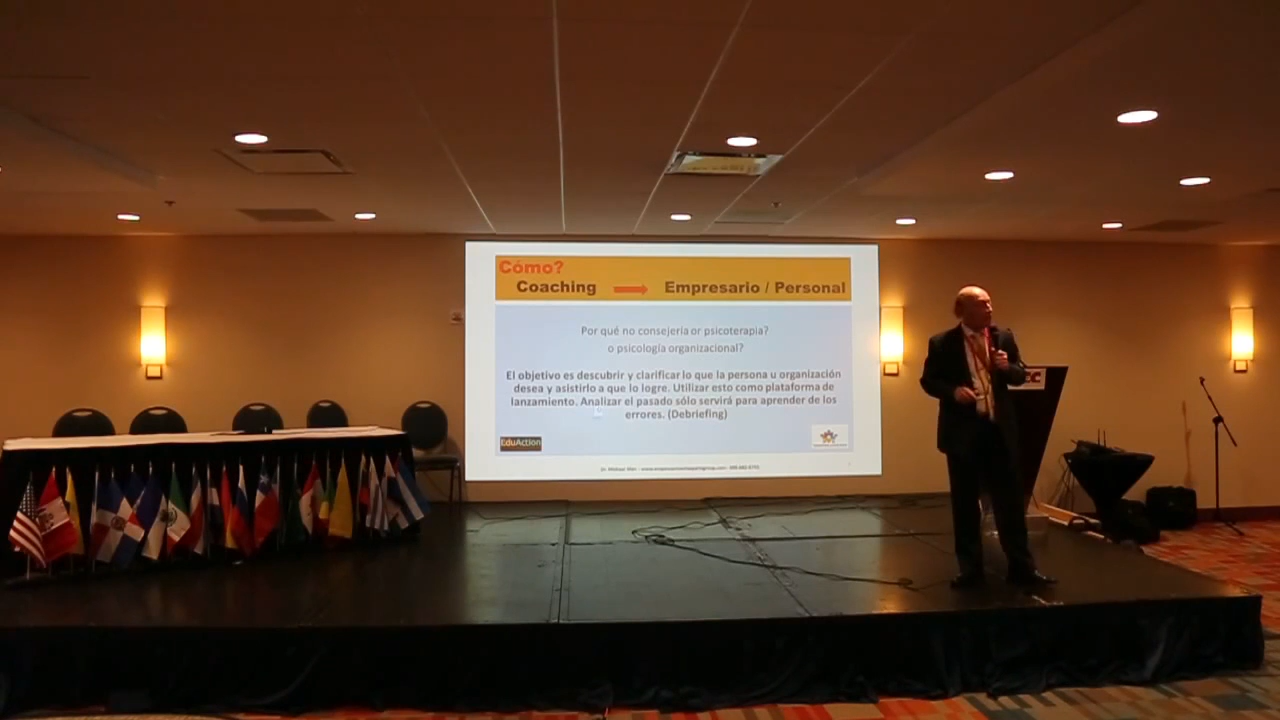 Cómo?
Coaching Empresario / Personal
Por qué no consejería or psicoterapia?
o psicología organizacional?
El objetivo es descubrir y clarificar lo que la persona u organización
desea y asistirlo a que lo logre. Utilizar esto como plataforma de
lanzamiento. Analizar el pasado sólo servirá para aprender de los
errores. (Debriefing)
EduAction